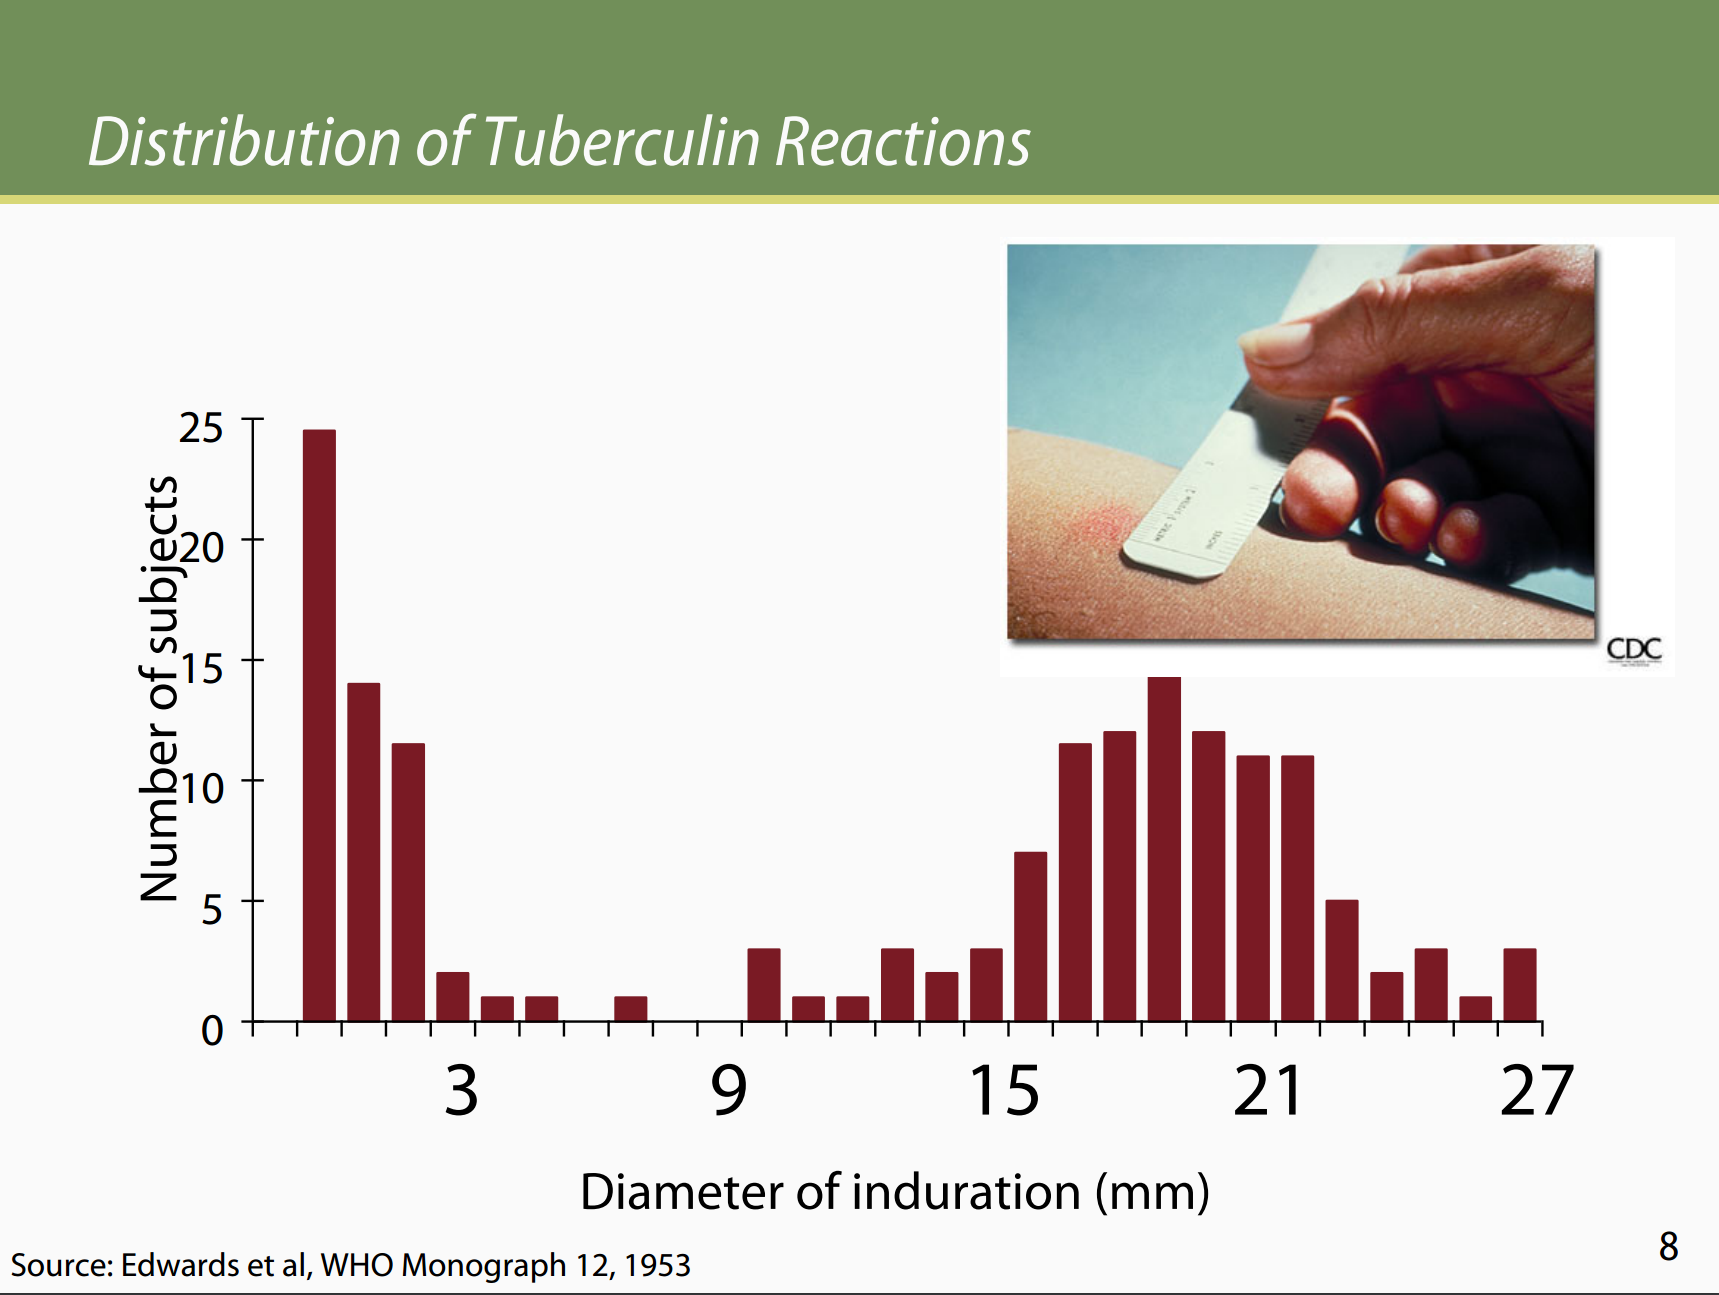 Distribution of Tuberculin Reactions
CDC
Number of subjects
25
20
15
10
5
0
3 9 15 21 27
Diameter of induration (mm)
Source: Edwards et al, WHO Monograph 12, 1953
8